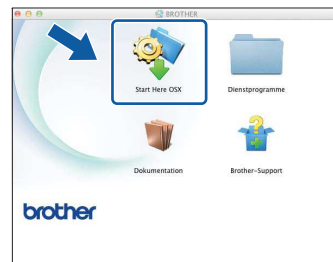 BROTHER
Start Here OSX
Dienstprogramme
Dokumentation
Brother-Support
brother